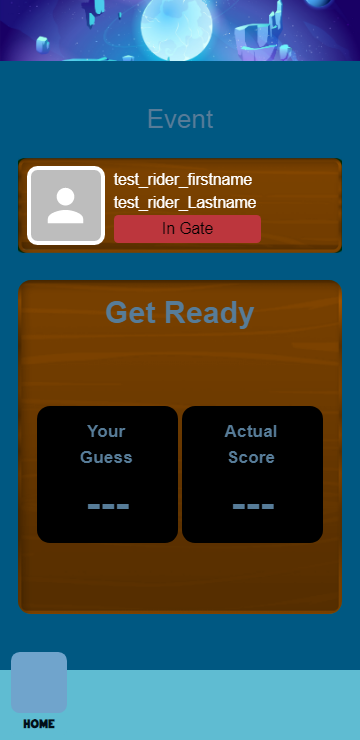 Event
test_rider_firstname
test_rider_Lastname
In Gate
Get Ready
Your
Guess
---
Actual
Score
---
HOME